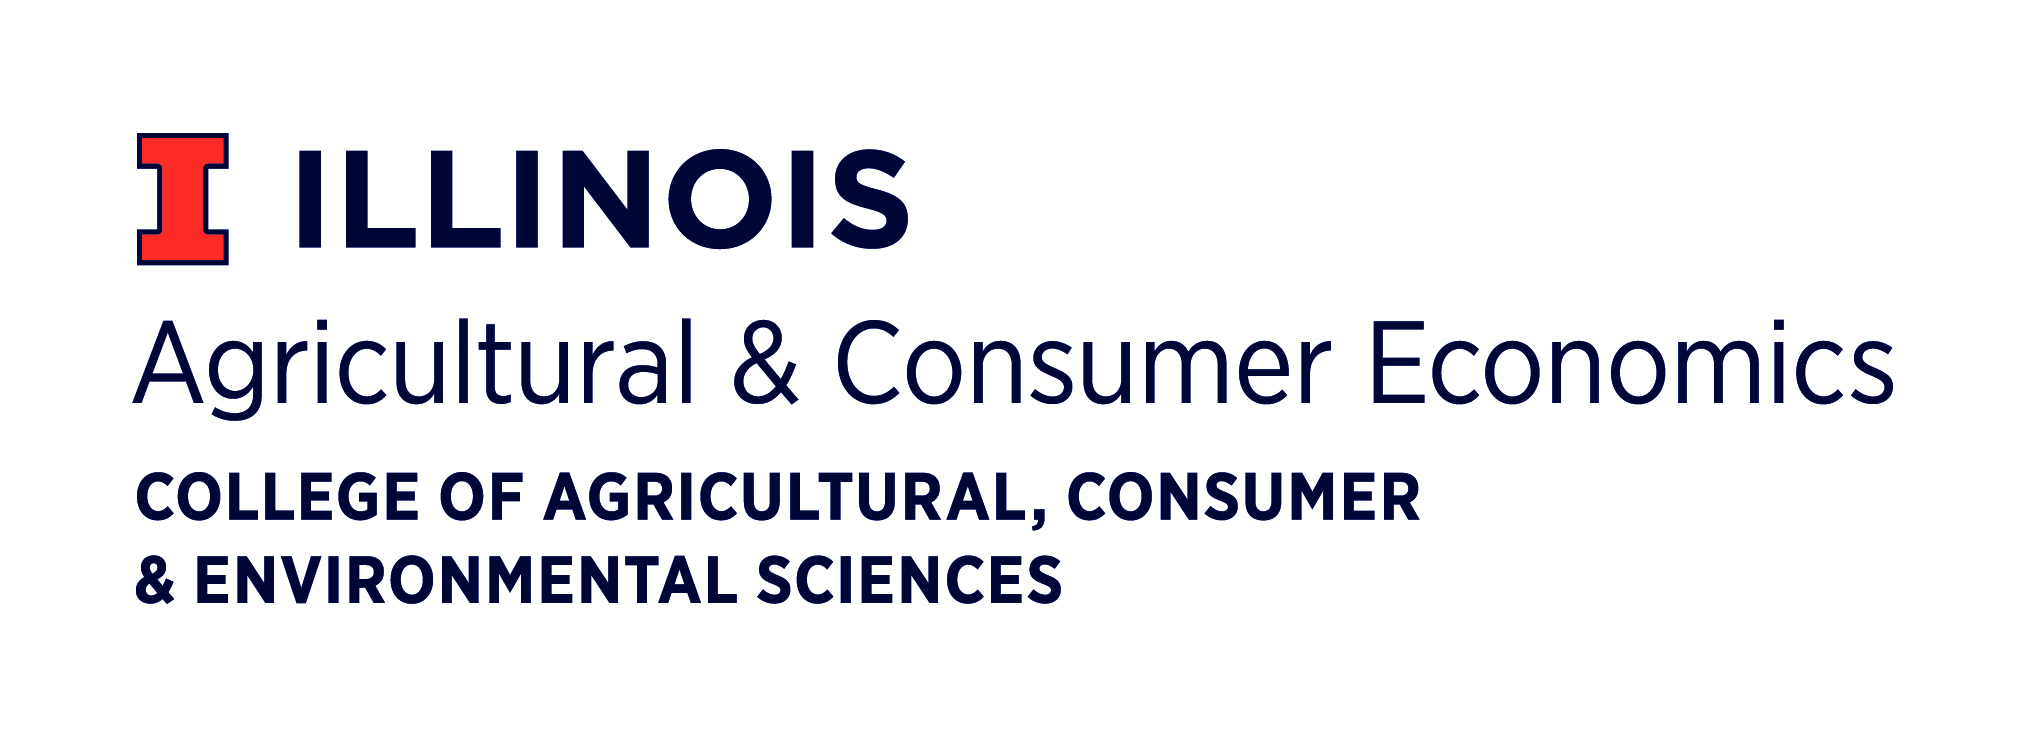 I ILLINOIS
Agricultural & Consumer Economics
COLLEGE OF AGRICULTURAL, CONSUMER
& ENVIRONMENTAL SCIENCES